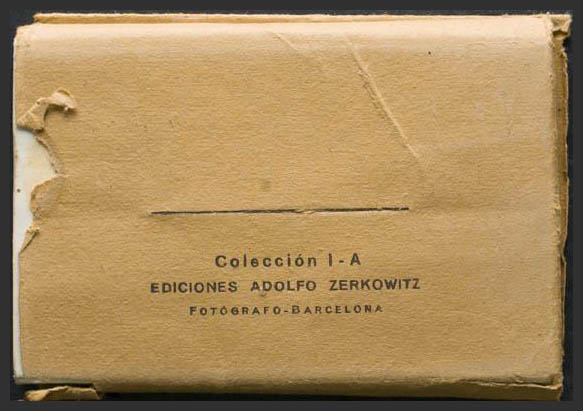 Colección I-A
EDICIONES ADOLFO ZERKOWITZ
FOTÓGRAFO-BARCELONA